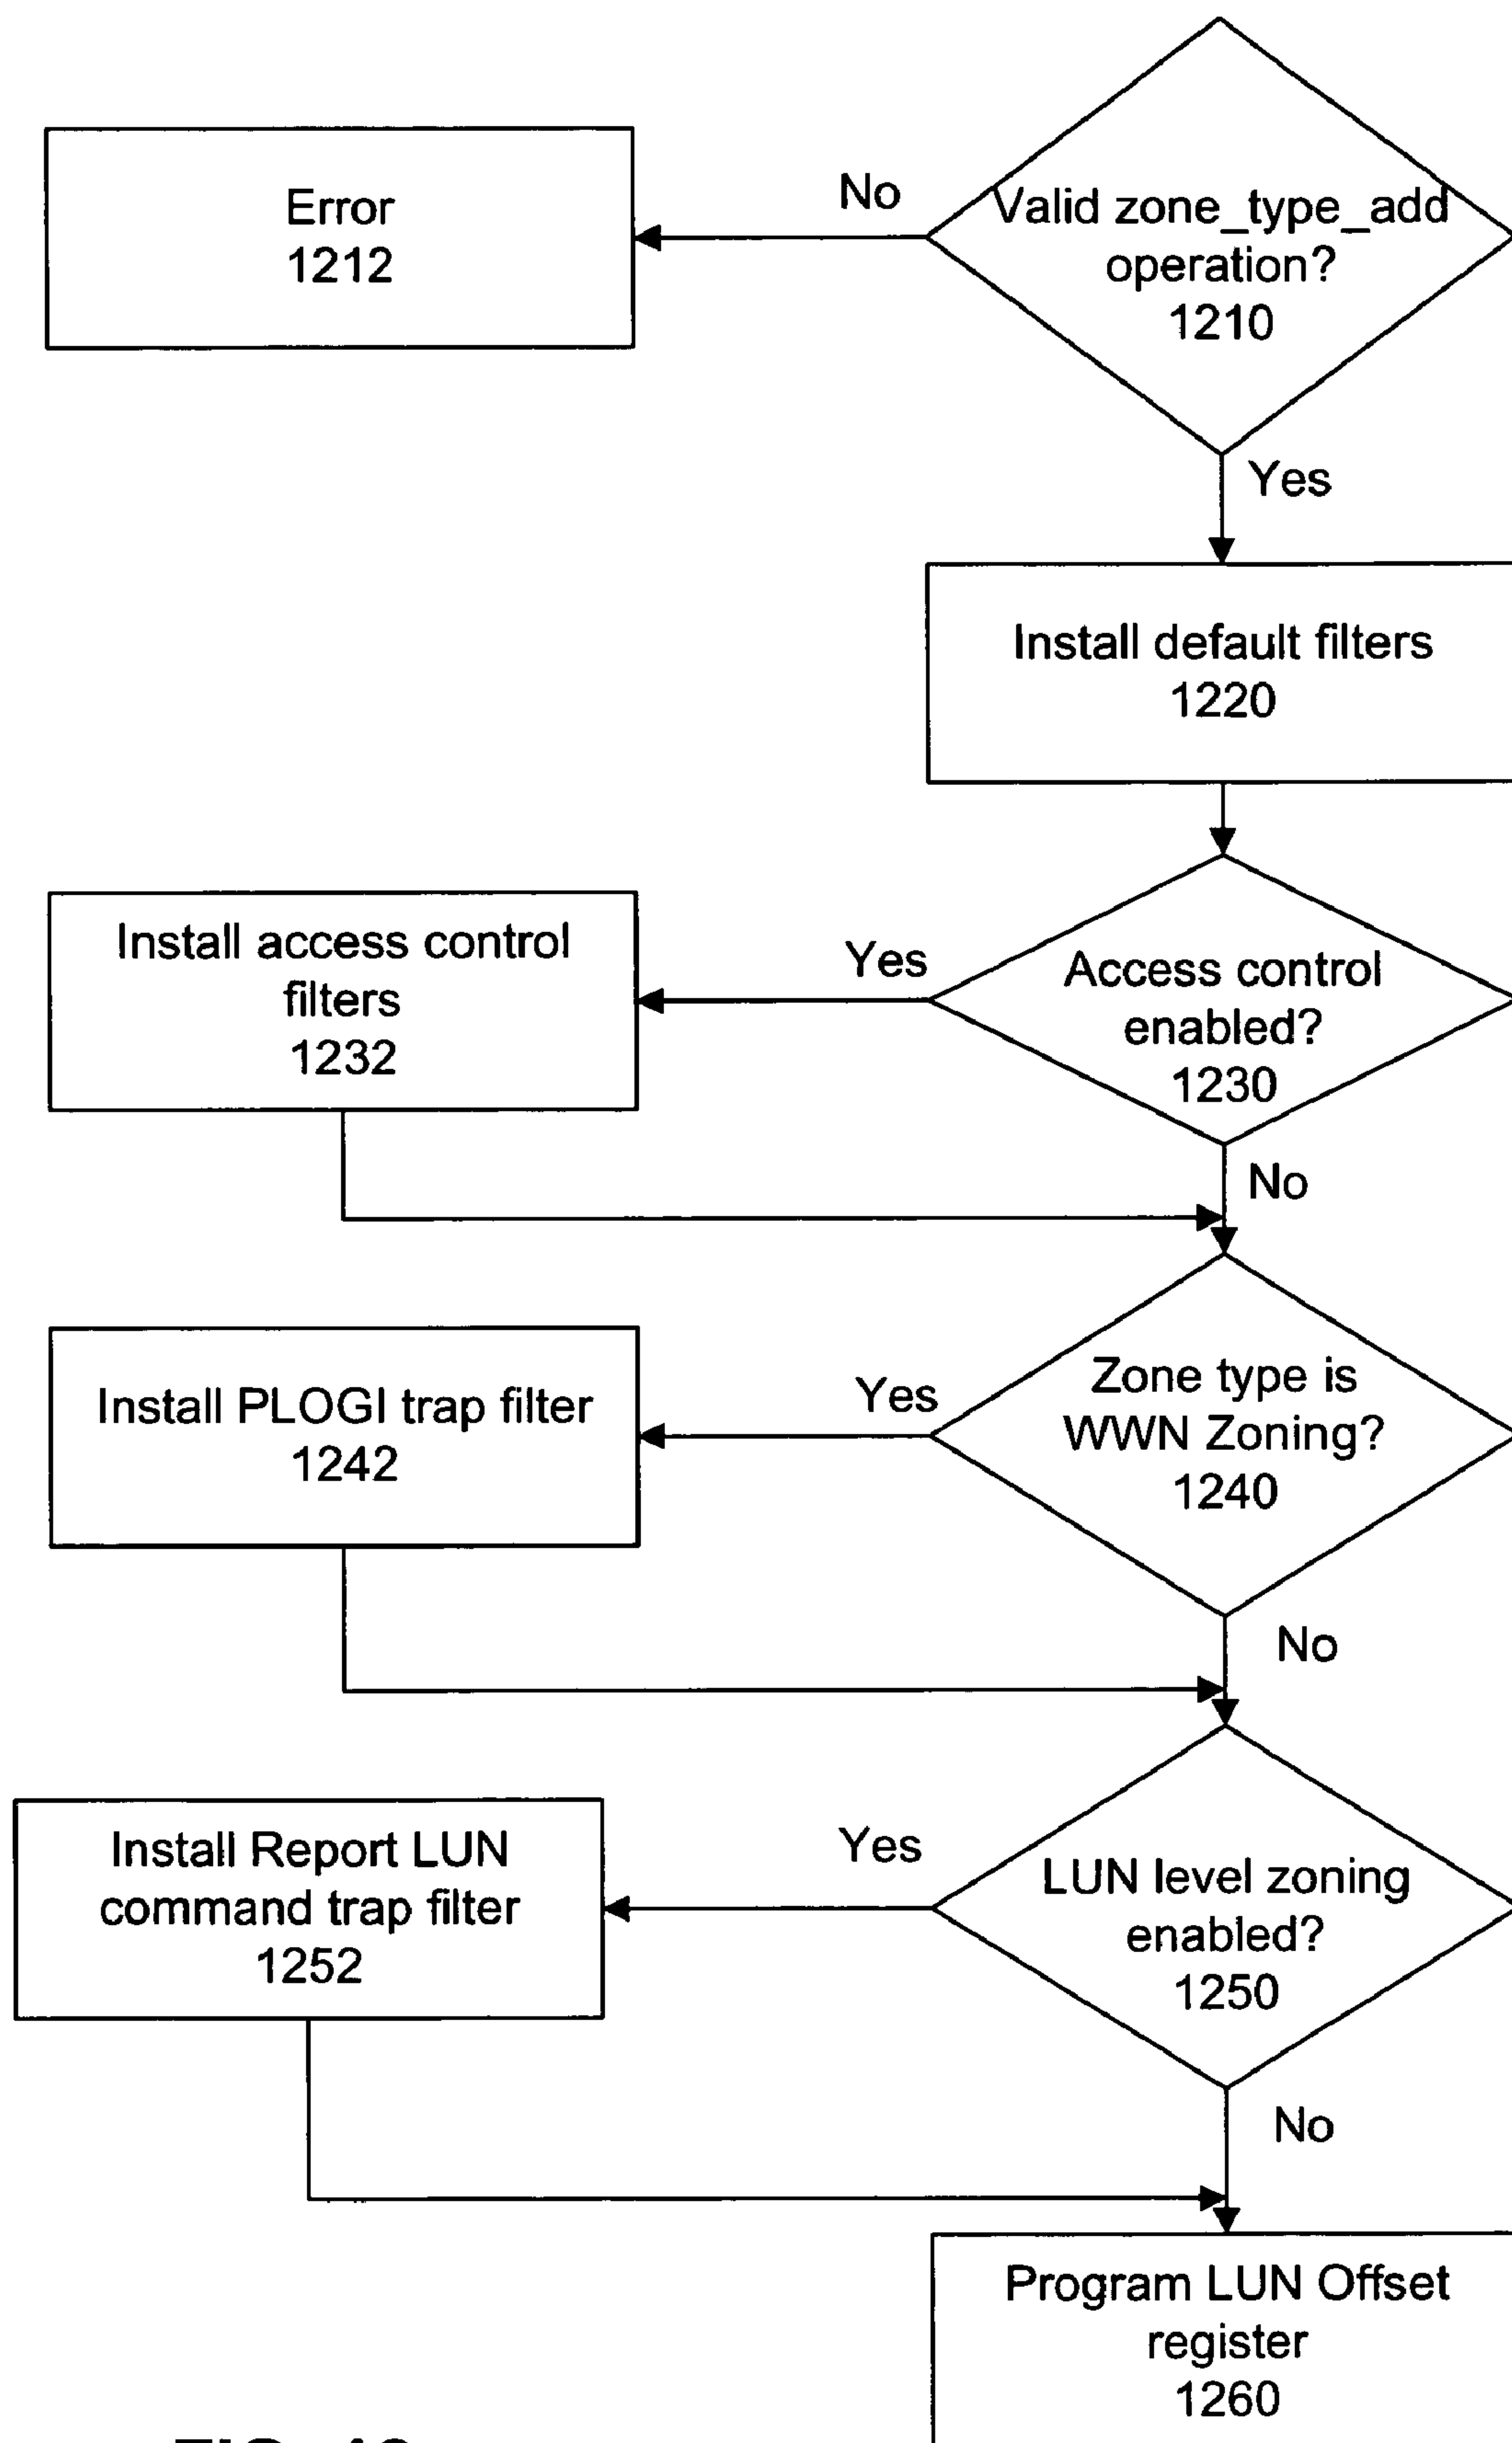 Valid zone_type_add
operation?
1210
No
Error
1212
Yes
Install default filters
1220
Access control
enabled?
1230
Yes
Install access control
filters
1232
No
Zone type is
WWN Zoning?
1240
Yes
Install PLOGI trap filter
1242
No
LUN level zoning
enabled?
1250
Yes
Install Report LUN
command trap filter
1252
No
Program LUN Offset
register
1260